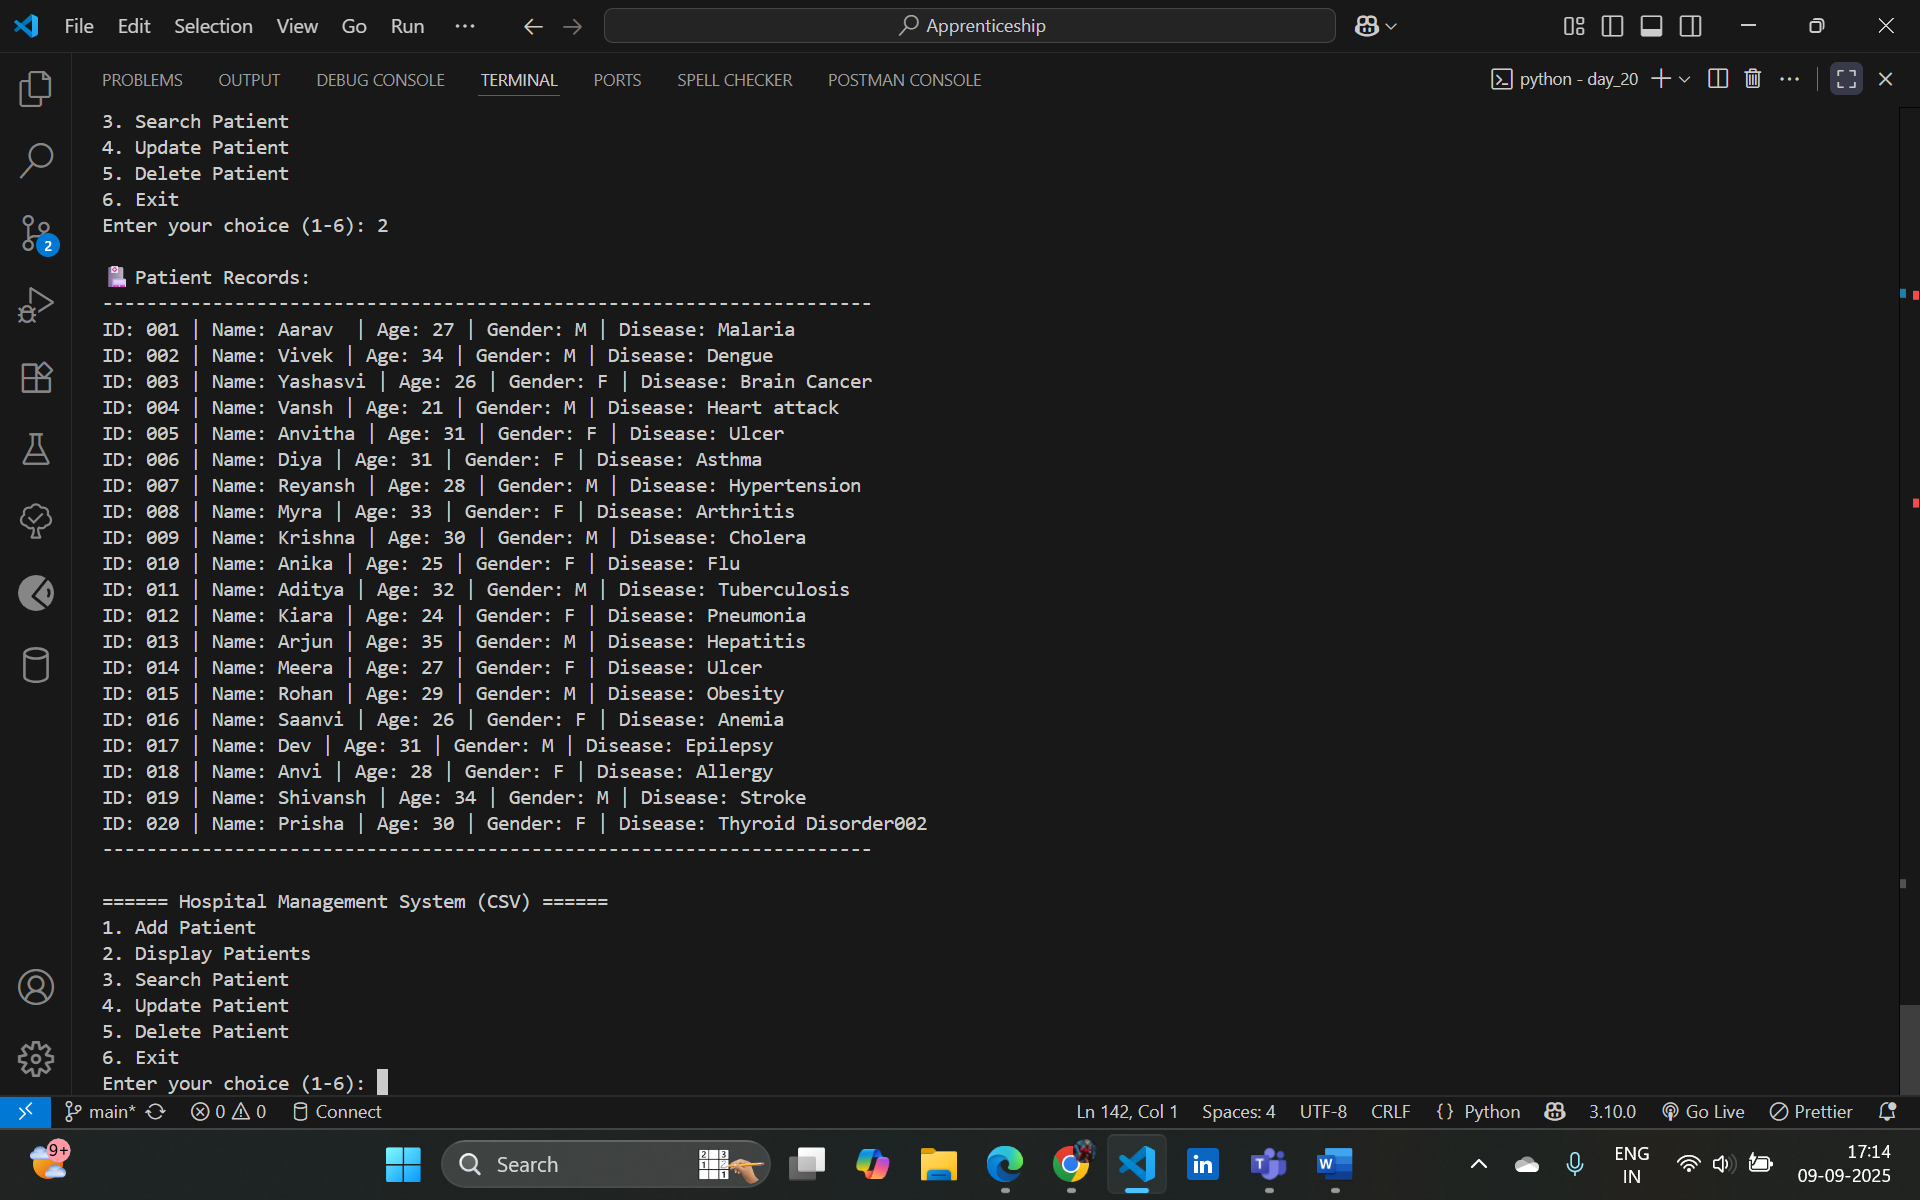 File Edit Selection View Go Run ··· Apprenticeship
PROBLEMS OUTPUT DEBUG CONSOLE TERMINAL PORTS SPELL CHECKER POSTMAN CONSOLE python - day_20
3. Search Patient
4. Update Patient
5. Delete Patient
6. Exit
Enter your choice (1-6): 2
Patient Records:
----------------------------------------------------------------------
ID: 001 | Name: Aarav  | Age: 27 | Gender: M | Disease: Malaria
ID: 002 | Name: Vivek | Age: 34 | Gender: M | Disease: Dengue
ID: 003 | Name: Yashasvi | Age: 26 | Gender: F | Disease: Brain Cancer
ID: 004 | Name: Vansh | Age: 21 | Gender: M | Disease: Heart attack
ID: 005 | Name: Anvitha | Age: 31 | Gender: F | Disease: Ulcer
ID: 006 | Name: Diya | Age: 31 | Gender: F | Disease: Asthma
ID: 007 | Name: Reyansh | Age: 28 | Gender: M | Disease: Hypertension
ID: 008 | Name: Myra | Age: 33 | Gender: F | Disease: Arthritis
ID: 009 | Name: Krishna | Age: 30 | Gender: M | Disease: Cholera
ID: 010 | Name: Anika | Age: 25 | Gender: F | Disease: Flu
ID: 011 | Name: Aditya | Age: 32 | Gender: M | Disease: Tuberculosis
ID: 012 | Name: Kiara | Age: 24 | Gender: F | Disease: Pneumonia
ID: 013 | Name: Arjun | Age: 35 | Gender: M | Disease: Hepatitis
ID: 014 | Name: Meera | Age: 27 | Gender: F | Disease: Ulcer
ID: 015 | Name: Rohan | Age: 29 | Gender: M | Disease: Obesity
ID: 016 | Name: Saanvi | Age: 26 | Gender: F | Disease: Anemia
ID: 017 | Name: Dev | Age: 31 | Gender: M | Disease: Epilepsy
ID: 018 | Name: Anvi | Age: 28 | Gender: F | Disease: Allergy
ID: 019 | Name: Shivansh | Age: 34 | Gender: M | Disease: Stroke
ID: 020 | Name: Prisha | Age: 30 | Gender: F | Disease: Thyroid Disorder002
----------------------------------------------------------------------
====== Hospital Management System (CSV) ======
1. Add Patient
2. Display Patients
3. Search Patient
4. Update Patient
5. Delete Patient
6. Exit
Enter your choice (1-6):
2
main* 0 0 Connect Ln 142, Col 1 Spaces: 4 UTF-8 CRLF {} Python 3.10.0 Go Live Prettier
9+ Search ENG 17:14
IN 09-09-2025